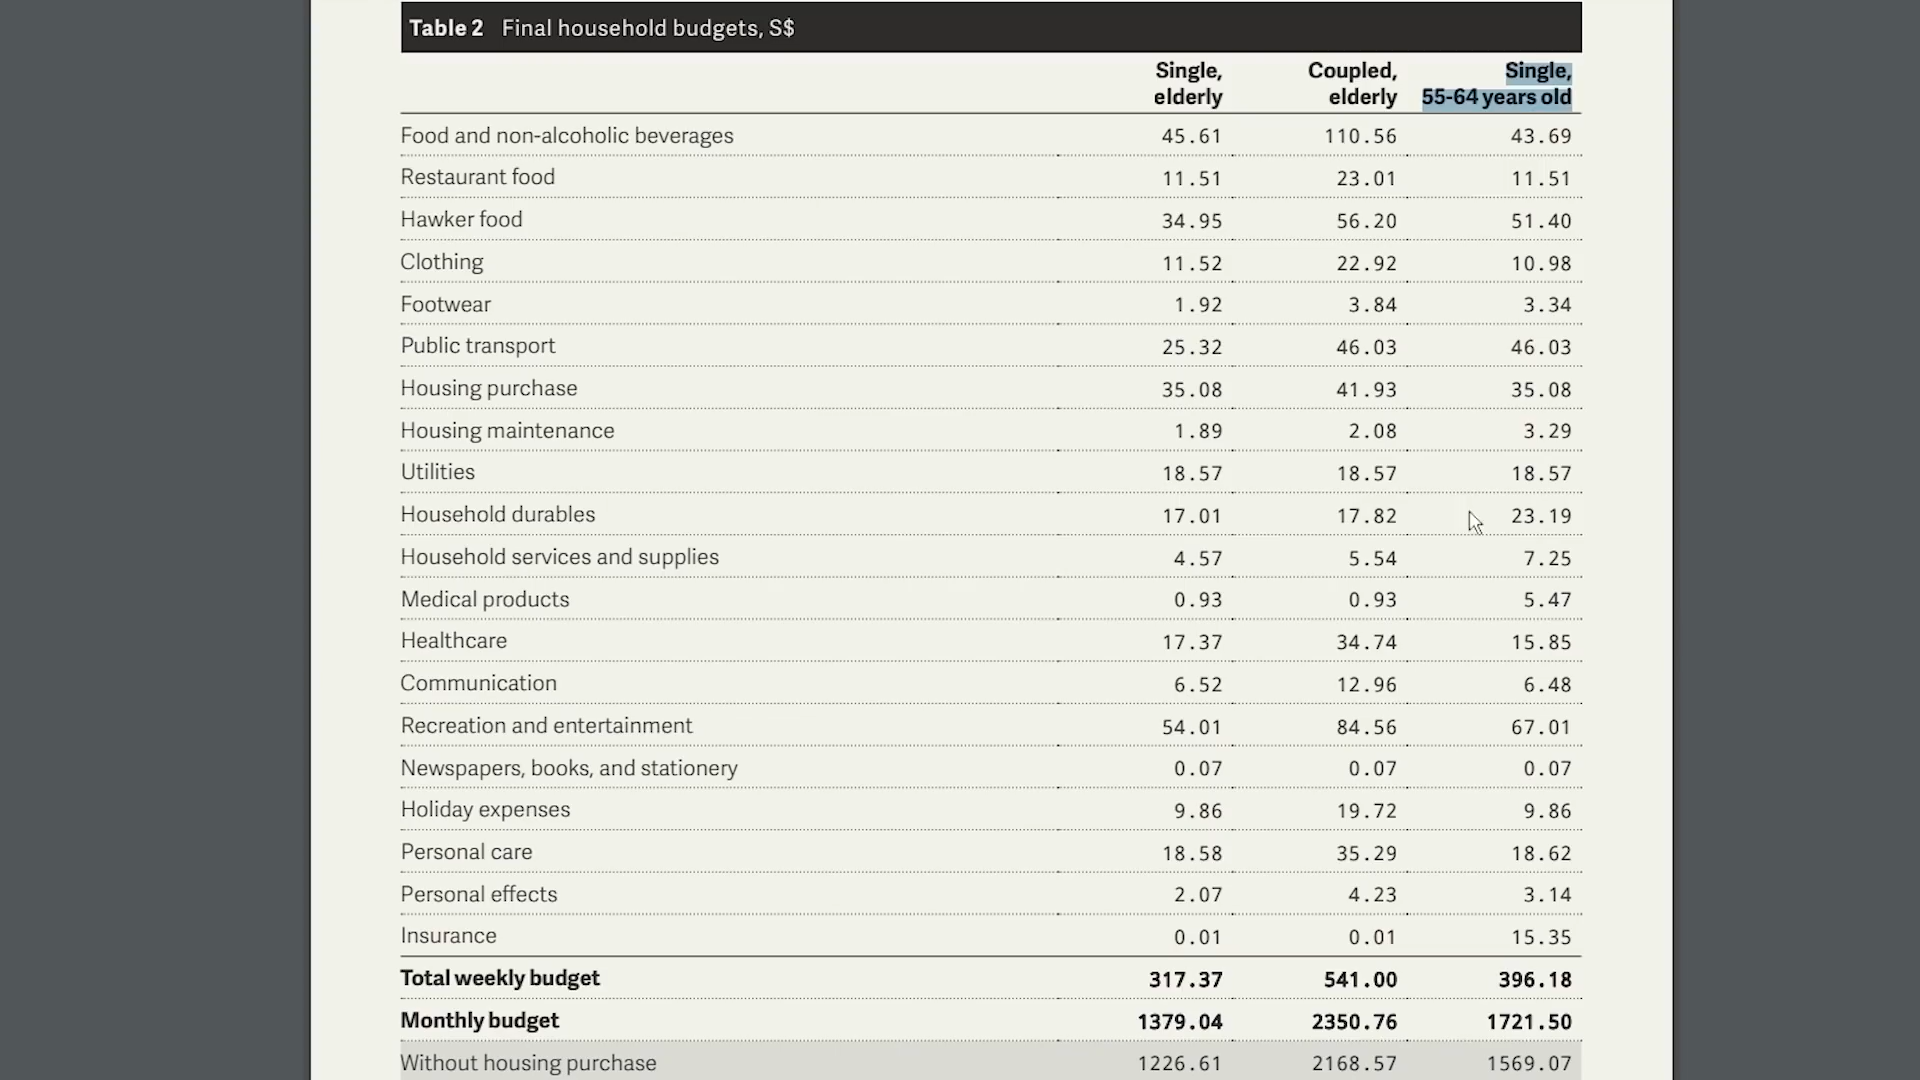 Table 2 Final household budgets, S$
Single, elderly Coupled, elderly Single, 55-64 years old
Food and non-alcoholic beverages 45.61 110.56 43.69
Restaurant food 11.51 23.01 11.51
Hawker food 34.95 56.20 51.40
Clothing 11.52 22.92 10.98
Footwear 1.92 3.84 3.34
Public transport 25.32 46.03 46.03
Housing purchase 35.08 41.93 35.08
Housing maintenance 1.89 2.08 3.29
Utilities 18.57 18.57 18.57
Household durables 17.01 17.82 23.19
Household services and supplies 4.57 5.54 7.25
Medical products 0.93 0.93 5.47
Healthcare 17.37 34.74 15.85
Communication 6.52 12.96 6.48
Recreation and entertainment 54.01 84.56 67.01
Newspapers, books, and stationery 0.07 0.07 0.07
Holiday expenses 9.86 19.72 9.86
Personal care 18.58 35.29 18.62
Personal effects 2.07 4.23 3.14
Insurance 0.01 0.01 15.35
Total weekly budget 317.37 541.00 396.18
Monthly budget 1379.04 2350.76 1721.50
Without housing purchase 1226.61 2168.57 1569.07